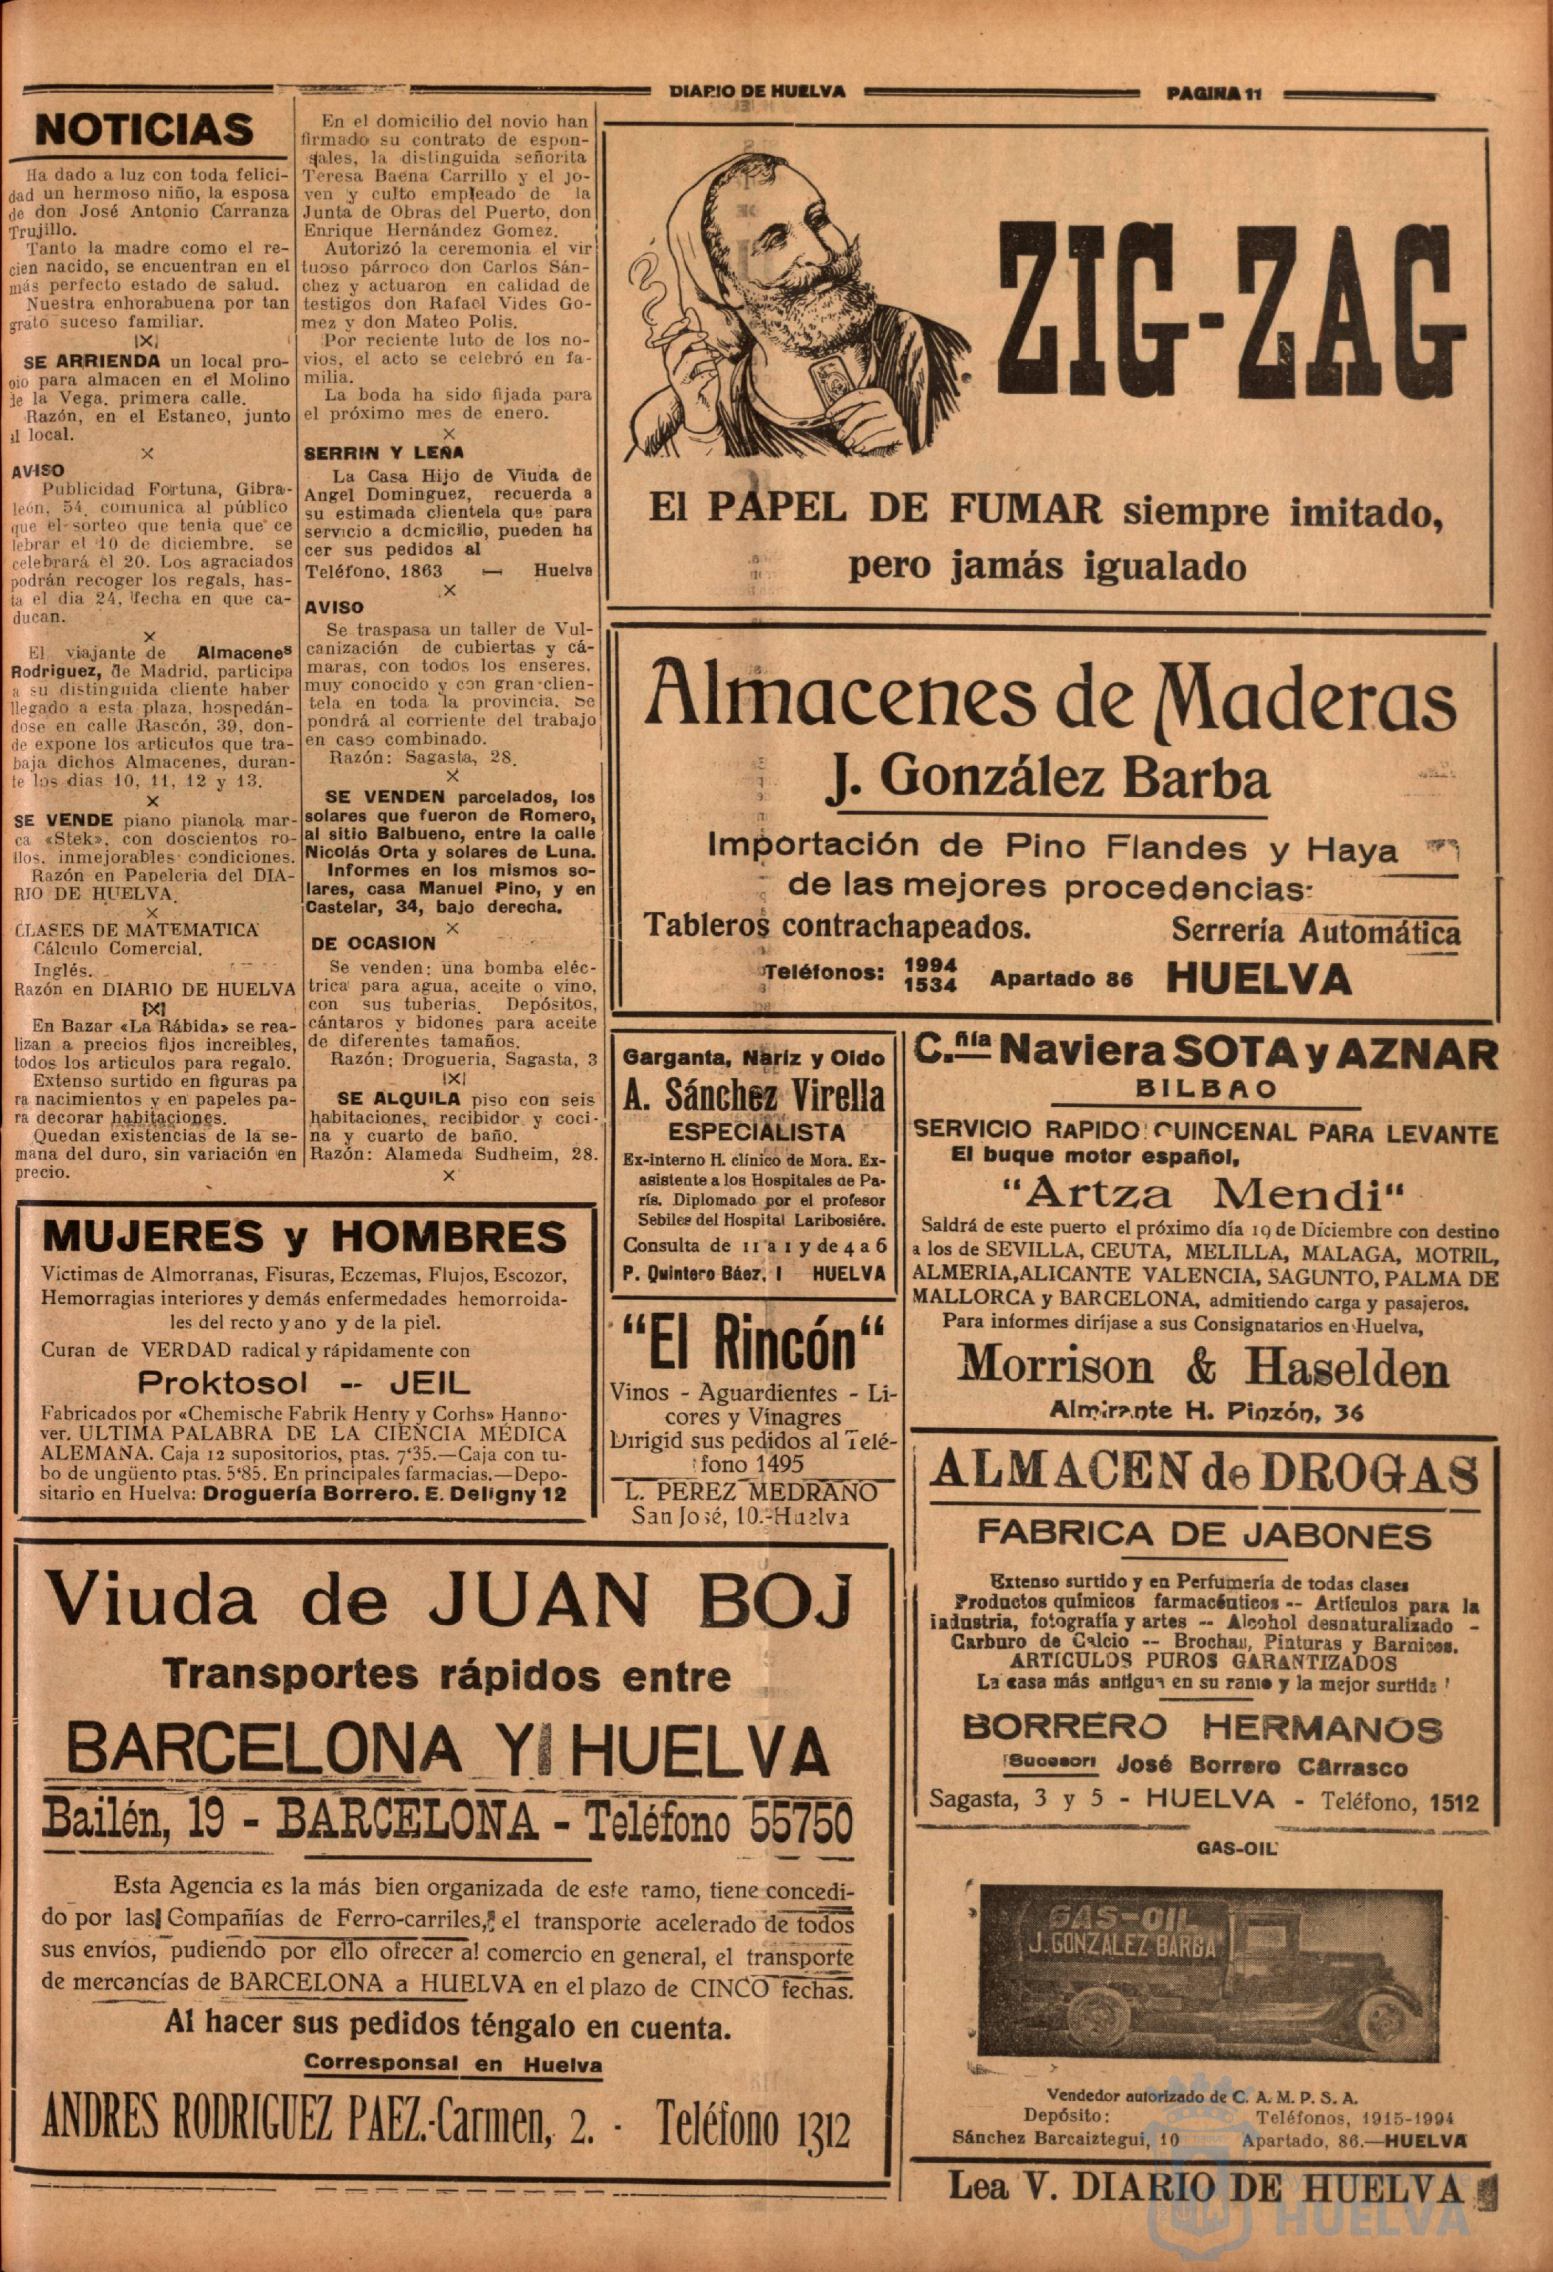 DIARIO DE HUELVA
PAGINA 11
NOTICIAS
Ha dado a luz con toda felici-
dad un hermoso niño, la esposa
de don José Antonio Carranza
Trujillo.
Tanto la madre como el re-
cien nacido, se encuentran en el
más perfecto estado de salud.
Nuestra enhorabuena por tan
grato suceso familiar.
SE ARRIENDA un local pro-
pio para almacen en el Molino
de la Vega, primera calle.
Razón, en el Estanco, junto
al local.
AVISO
Publicidad Fortuna, Gibra-
león, 54, comunica al público
que el sorteo que tenia que ce
lebrar el 10 de diciembre, se
celebrará el 20. Los agraciados
podrán recoger los regals, has-
ta el dia 24, fecha en que ca-
ducan.
El viajante de Almacenes
Rodriguez, de Madrid, participa
a su distinguida cliente haber
llegado a esta plaza, hospedán-
dose en calle Rascón, 39, don-
de expone los articulos que tra-
baja dichos Almacenes, duran-
te los dias 10, 11, 12 y 13.
SE VENDE piano pianola mar-
ca «Stek», con doscientos ro-
llos, inmejorables condiciones.
Razón en Papeleria del DIA-
RIO DE HUELVA.
CLASES DE MATEMATICA
Cálculo Comercial.
Inglés.
Razón en DIARIO DE HUELVA
En Bazar «La Rábida» se rea-
lizan a precios fijos increibles,
todos los articulos para regalo.
Extenso surtido en figuras pa
ra nacimientos y en papeles pa-
ra decorar habitaciones.
Quedan existencias de la se-
mana del duro, sin variación en
precio.
En el domicilio del novio han
firmado su contrato de espon-
sales, la distinguida señorita
Teresa Baena Carrillo y el jo-
ven y culto empleado de la
Junta de Obras del Puerto, don
Enrique Hernández Gomez.
Autorizó la ceremonia el vir
tuoso párroco don Carlos Sán-
chez y actuaron en calidad de
testigos don Rafael Vides Go-
mez y don Mateo Polis.
Por reciente luto de los no-
vios, el acto se celebró en fa-
milia.
La boda ha sido fijada para
el próximo mes de enero.
SERRIN Y LEÑA
La Casa Hijo de Viuda de
Angel Dominguez, recuerda a
su estimada clientela que para
servicio a domicilio, pueden ha
cer sus pedidos al
Teléfono, 1863 — Huelva
AVISO
Se traspasa un taller de Vul-
canización de cubiertas y cá-
maras, con todos los enseres,
muy conocido y con gran clien-
tela en toda la provincia. Se
pondrá al corriente del trabajo
en caso combinado.
Razón: Sagasta, 28.
SE VENDEN parcelados, los
solares que fueron de Romero,
al sitio Balbueno, entre la calle
Nicolás Orta y solares de Luna.
Informes en los mismos so-
lares, casa Manuel Pino, y en
Castelar, 34, bajo derecha.
DE OCASION
Se venden: una bomba eléc-
trica para agua, aceite o vino,
con sus tuberias. Depósitos,
cántaros y bidones para aceite
de diferentes tamaños.
Razón: Drogueria, Sagasta, 3
SE ALQUILA piso con seis
habitaciones, recibidor y coci-
na y cuarto de baño.
Razón: Alameda Sudheim, 28.
ZIG-ZAG
El PAPEL DE FUMAR siempre imitado,
pero jamás igualado
Almacenes de Maderas
J. González Barba
Importación de Pino Flandes y Haya
de las mejores procedencias:
Tableros contrachapeados. Serrería Automática
Teléfonos: 1994
1534 Apartado 86 HUELVA
Garganta, Nariz y Oído
A. Sánchez Virella
ESPECIALISTA
Ex-interno H. clínico de Mora. Ex-
asistente a los Hospitales de Pa-
rís. Diplomado por el profesor
Sebiles del Hospital Laribosiére.
Consulta de 11 a 1 y de 4 a 6
P. Quintero Báez, 1 HUELVA
"El Rincón"
Vinos - Aguardientes - Li-
cores y Vinagres
Dirigid sus pedidos al Telé-
fono 1495
L. PEREZ MEDRANO
San José, 10.-Huelva
C.ñía Naviera SOTA y AZNAR
BILBAO
SERVICIO RAPIDO QUINCENAL PARA LEVANTE
El buque motor español,
"Artza Mendi"
Saldrá de este puerto el próximo día 19 de Diciembre con destino
a los de SEVILLA, CEUTA, MELILLA, MALAGA, MOTRIL,
ALMERIA, ALICANTE VALENCIA, SAGUNTO, PALMA DE
MALLORCA y BARCELONA, admitiendo carga y pasajeros.
Para informes diríjase a sus Consignatarios en Huelva,
Morrison & Haselden
Almirante H. Pinzón, 36
MUJERES y HOMBRES
Victimas de Almorranas, Fisuras, Eczemas, Flujos, Escozor,
Hemorragias interiores y demás enfermedades hemorroida-
les del recto y ano y de la piel.
Curan de VERDAD radical y rápidamente con
Proktosol -- JEIL
Fabricados por «Chemische Fabrik Henry y Corhs» Hanno-
ver. ULTIMA PALABRA DE LA CIENCIA MÉDICA
ALEMANA. Caja 12 supositorios, ptas. 7'35.—Caja con tu-
bo de ungüento ptas. 5'85. En principales farmacias.—Depo-
sitario en Huelva: Droguería Borrero. E. Deligny 12
ALMACEN de DROGAS
FABRICA DE JABONES
Extenso surtido y en Perfumería de todas clases
Productos químicos farmacéuticos -- Artículos para la
industria, fotografía y artes -- Alcohol desnaturalizado -
Carburo de Calcio -- Brochas, Pinturas y Barnices.
ARTICULOS PUROS GARANTIZADOS
La casa más antigua en su ramo y la mejor surtida
BORRERO HERMANOS
Sucesor: José Borrero Carrasco
Sagasta, 3 y 5 - HUELVA - Teléfono, 1512
Viuda de JUAN BOJ
Transportes rápidos entre
BARCELONA Y HUELVA
Bailén, 19 - BARCELONA - Teléfono 55750
Esta Agencia es la más bien organizada de este ramo, tiene concedi-
do por las Compañías de Ferro-carriles, el transporte acelerado de todos
sus envíos, pudiendo por ello ofrecer al comercio en general, el transporte
de mercancías de BARCELONA a HUELVA en el plazo de CINCO fechas.
Al hacer sus pedidos téngalo en cuenta.
Corresponsal en Huelva
ANDRES RODRIGUEZ PAEZ.-Carmen, 2. - Teléfono 1312
GAS-OIL
GAS-OIL
J. GONZALEZ BARBA
Vendedor autorizado de C. A. M. P. S. A.
Depósito: Teléfonos, 1915-1994
Sánchez Barcaiztegui, 10 Apartado, 86.—HUELVA
Lea V. DIARIO DE HUELVA
HUELVA